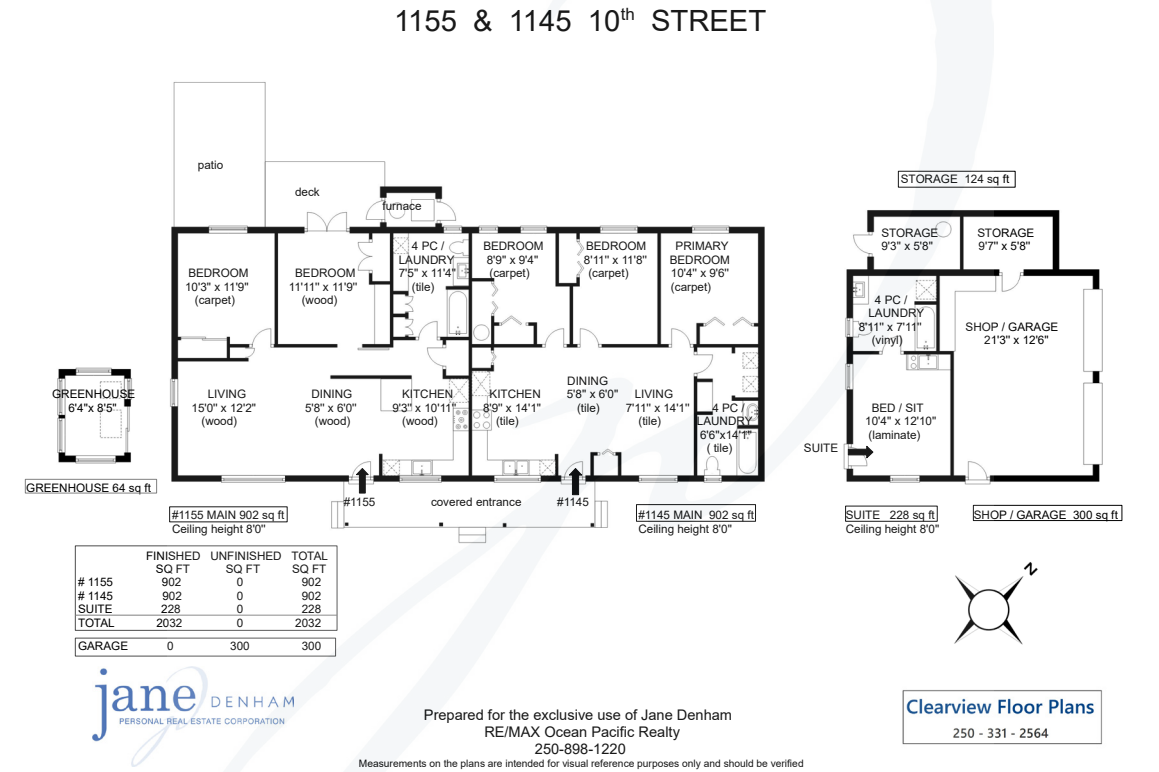 1155 & 1145 10th STREET
patio
deck
furnace
BEDROOM
10'3" x 11'9"
(carpet)
BEDROOM
11'11" x 11'9"
(wood)
4 PC /
LAUNDRY
7'5" x 11'4"
(tile)
BEDROOM
8'9" x 9'4"
(carpet)
BEDROOM
8'11" x 11'8"
(carpet)
PRIMARY
BEDROOM
10'4" x 9'6"
(carpet)
LIVING
15'0" x 12'2"
(wood)
DINING
5'8" x 6'0"
(wood)
KITCHEN
9'3" x 10'11"
(wood)
KITCHEN
8'9" x 14'1"
(tile)
DINING
5'8" x 6'0"
(tile)
LIVING
7'11" x 14'1"
(tile)
4 PC /
LAUNDRY
6'6"x14'1"
( tile)
#1155
covered entrance
#1145
#1155 MAIN 902 sq ft
Ceiling height 8'0"
#1145 MAIN 902 sq ft
Ceiling height 8'0"
GREENHOUSE
6'4"x 8'5"
GREENHOUSE 64 sq ft
STORAGE 124 sq ft
STORAGE
9'3" x 5'8"
STORAGE
9'7" x 5'8"
4 PC /
LAUNDRY
8'11" x 7'11"
(vinyl)
SHOP / GARAGE
21'3" x 12'6"
BED / SIT
10'4" x 12'10"
(laminate)
SUITE
SUITE 228 sq ft
Ceiling height 8'0"
SHOP / GARAGE 300 sq ft
FINISHED UNFINISHED TOTAL
SQ FT SQ FT SQ FT
# 1155 902 0 902
# 1145 902 0 902
SUITE 228 0 228
TOTAL 2032 0 2032
GARAGE 0 300 300
N
jane DENHAM
PERSONAL REAL ESTATE CORPORATION
Prepared for the exclusive use of Jane Denham
RE/MAX Ocean Pacific Realty
250-898-1220
Measurements on the plans are intended for visual reference purposes only and should be verified
Clearview Floor Plans
250 - 331 - 2564